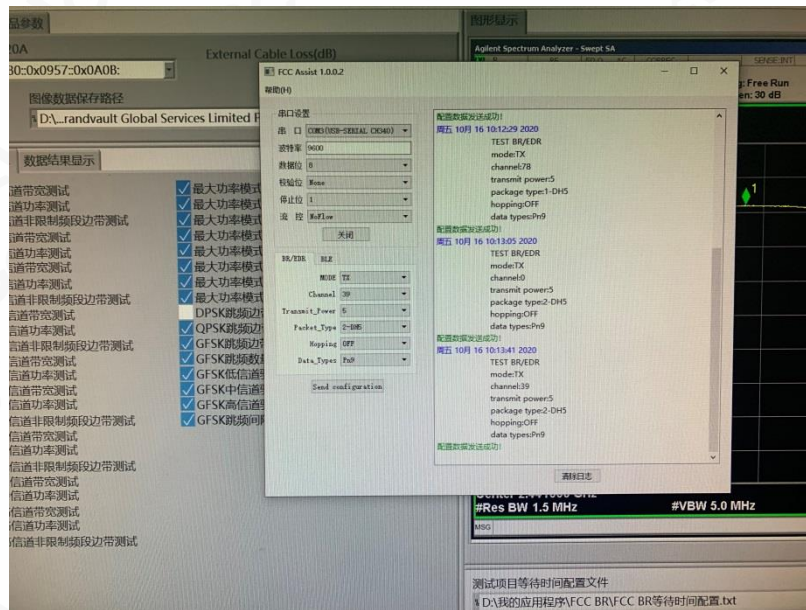 品参数
图形显示
20A
External Cable Loss(dB)
80::0x0957::0x0A0B:
图像数据保存路径
D:\...randvault Global Services Limited F
数据结果显示
道带宽测试
道功率测试
道非限制频段边带测试
道带宽测试
道功率测试
信道带宽测试
道功率测试
道非限制频段边带测试
信道带宽测试
信道功率测试
信道非限制频段边带测试
信道带宽测试
信道功率测试
信道带宽测试
信道功率测试
信道非限制频段边带测试
信道带宽测试
信道功率测试
信道非限制频段边带测试
信道带宽测试
信道功率测试
信道带宽测试
信道功率测试
信道非限制频段边带测试
最大功率模式
最大功率模式
最大功率模式
最大功率模式
最大功率模式
最大功率模式
最大功率模式
最大功率模式
DPSK跳频边带
QPSK跳频边带
GFSK跳频边带
GFSK跳频数
GFSK低信道
GFSK中信道
GFSK高信道
GFSK跳频间隔
FCC Assist 1.0.0.2
帮助(H)
串口设置
串 口 COM3(USB-SERIAL CH340)
波特率 9600
数据位 8
校验位 None
停止位 1
流 控 NoFlow
关闭
BR/EDR BLE
MODE TX
Channel 39
Transmit_Power 5
Packet_Type 2-DH5
Hopping OFF
Data_Types Pn9
Send configuration
配置数据发送成功!
周五 10月 16 10:12:29 2020
TEST BR/EDR
mode:TX
channel:78
transmit power:5
package type:1-DH5
hopping:OFF
data types:Pn9
配置数据发送成功!
周五 10月 16 10:13:05 2020
TEST BR/EDR
mode:TX
channel:0
transmit power:5
package type:2-DH5
hopping:OFF
data types:Pn9
配置数据发送成功!
周五 10月 16 10:13:41 2020
TEST BR/EDR
mode:TX
channel:39
transmit power:5
package type:2-DH5
hopping:OFF
data types:Pn9
配置数据发送成功!
清除日志
Agilent Spectrum Analyzer - Swept SA
SENSE:INT
g: Free Run
en: 30 dB
1
Center 2.441000 GHz
#Res BW 1.5 MHz #VBW 5.0 MHz
MSG
测试项目等待时间配置文件
D:\我的应用程序\FCC BR\FCC BR等待时间配置.txt